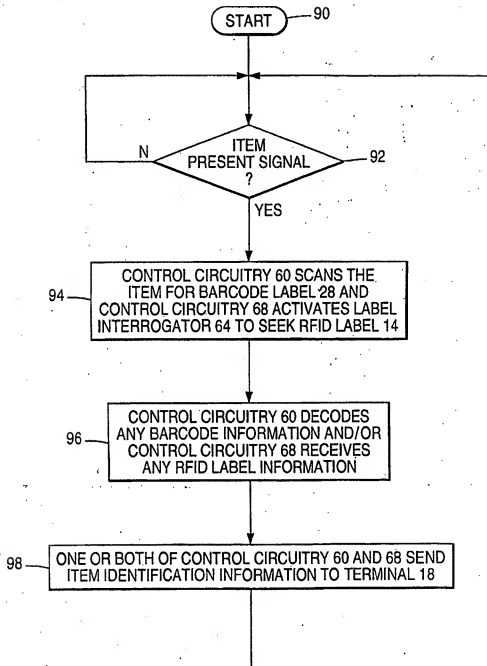 START
90
N
ITEM
PRESENT SIGNAL
?
92
YES
94
CONTROL CIRCUITRY 60 SCANS THE
ITEM FOR BARCODE LABEL 28 AND
CONTROL CIRCUITRY 68 ACTIVATES LABEL
INTERROGATOR 64 TO SEEK RFID LABEL 14
96
CONTROL CIRCUITRY 60 DECODES
ANY BARCODE INFORMATION AND/OR
CONTROL CIRCUITRY 68 RECEIVES
ANY RFID LABEL INFORMATION
98
ONE OR BOTH OF CONTROL CIRCUITRY 60 AND 68 SEND
ITEM IDENTIFICATION INFORMATION TO TERMINAL 18